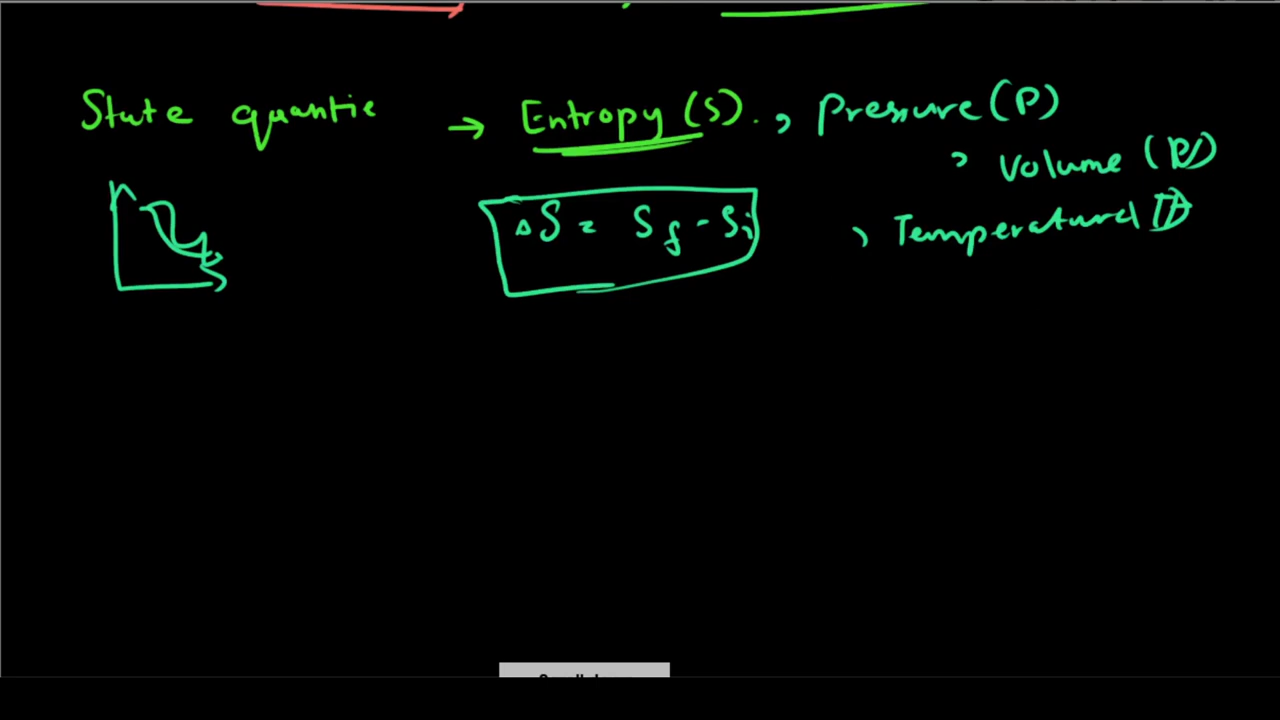 State quantie → Entropy (S). , Pressure (P)
, Volume (V)
ΔS = Sf - Si
, Temperature (T)